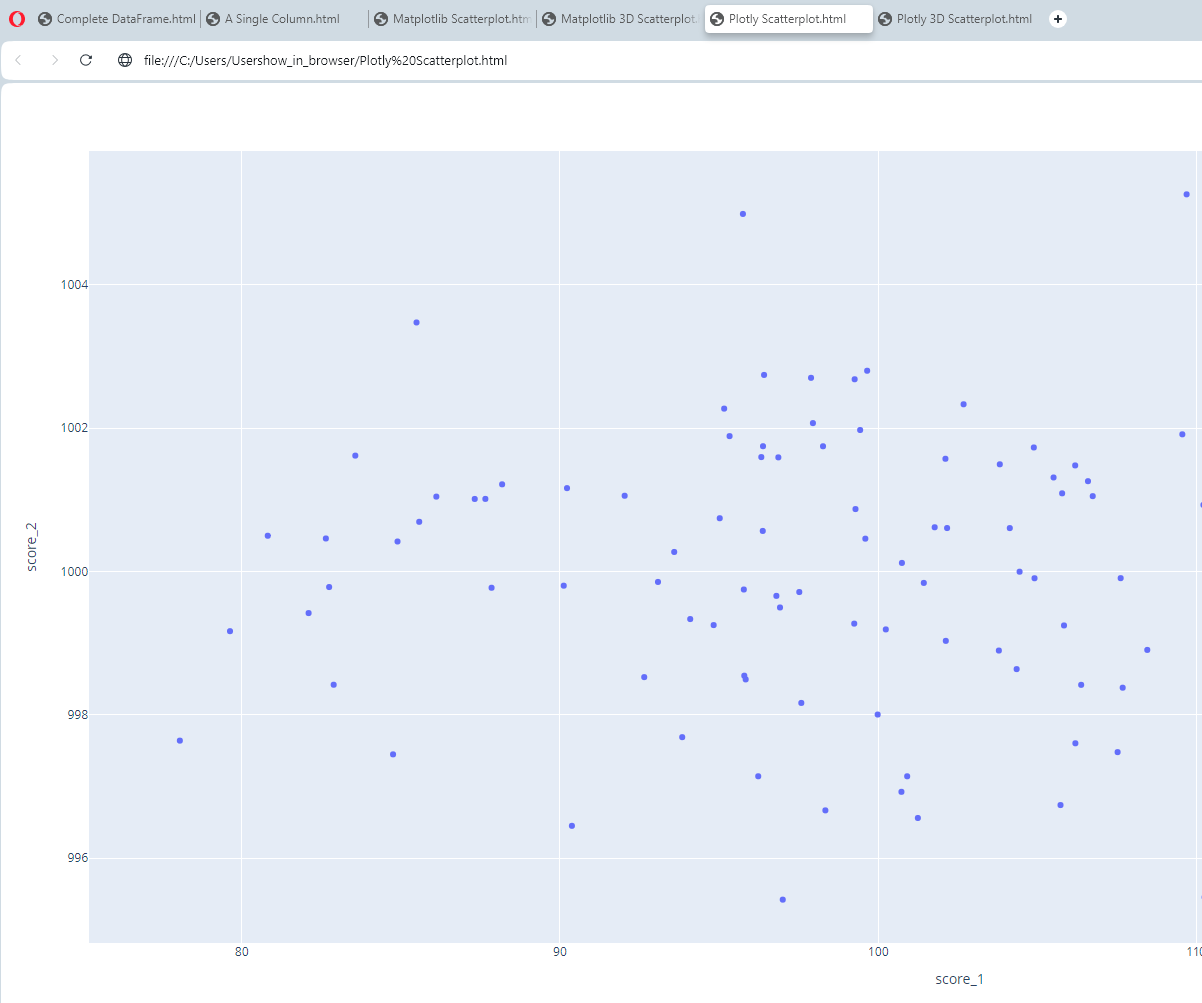 Complete DataFrame.html
A Single Column.html
Matplotlib Scatterplot.htm
Matplotlib 3D Scatterplot.
Plotly Scatterplot.html
Plotly 3D Scatterplot.html
file:///C:/Users/Usershow_in_browser/Plotly%20Scatterplot.html
1004
1002
1000
998
996
score_2
80
90
100
110
score_1